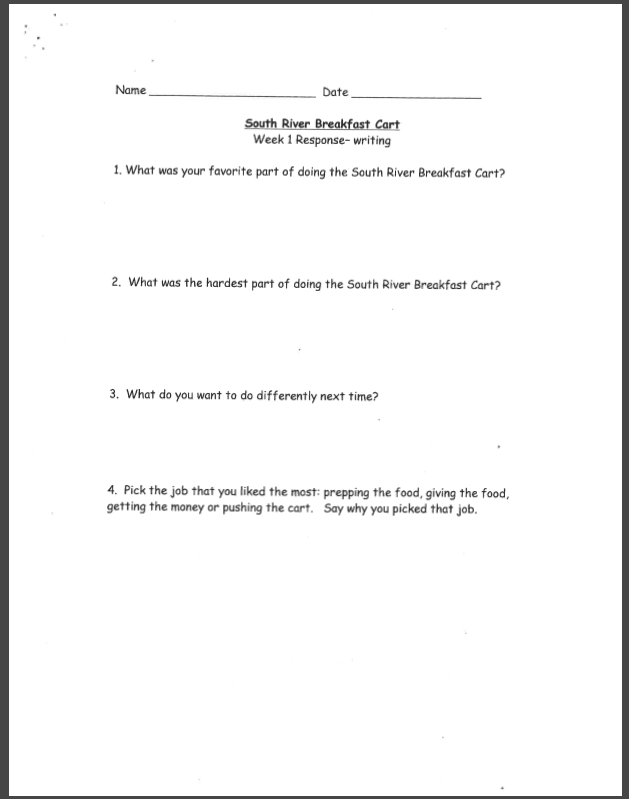 Name ____________________ Date ____________________
South River Breakfast Cart
Week 1 Response- writing
1. What was your favorite part of doing the South River Breakfast Cart?
2. What was the hardest part of doing the South River Breakfast Cart?
3. What do you want to do differently next time?
4. Pick the job that you liked the most: prepping the food, giving the food,
getting the money or pushing the cart. Say why you picked that job.